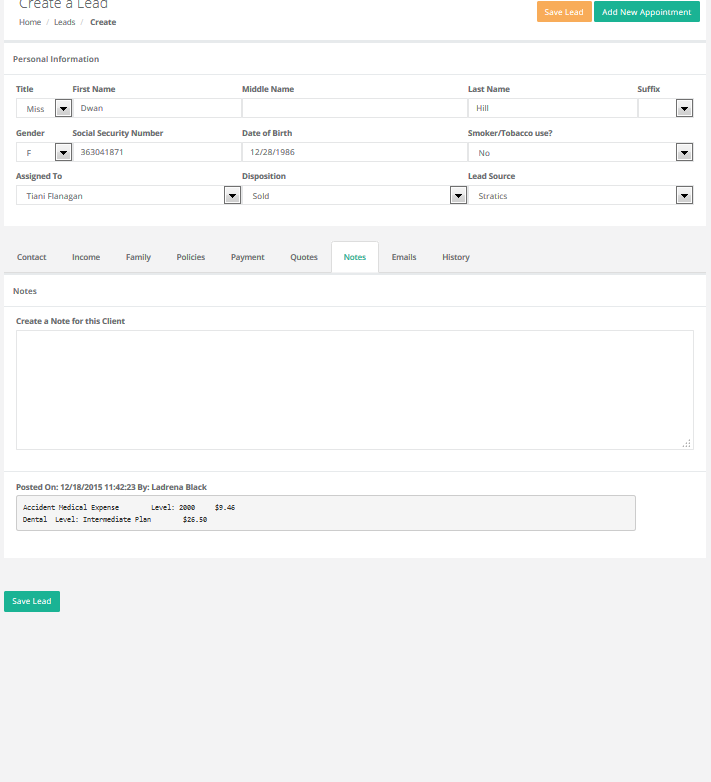 Create a Lead
Home / Leads / Create
Save Lead Add New Appointment
Personal Information
Title First Name Middle Name Last Name Suffix
Miss Dwan Hill
Gender Social Security Number Date of Birth Smoker/Tobacco use?
F 363041871 12/28/1986 No
Assigned To Disposition Lead Source
Tiani Flanagan Sold Stratics
Contact Income Family Policies Payment Quotes Notes Emails History
Notes
Create a Note for this Client
Posted On: 12/18/2015 11:42:23 By: Ladrena Black
Accident Medical Expense Level: 2000 $9.46
Dental Level: Intermediate Plan $26.50
Save Lead